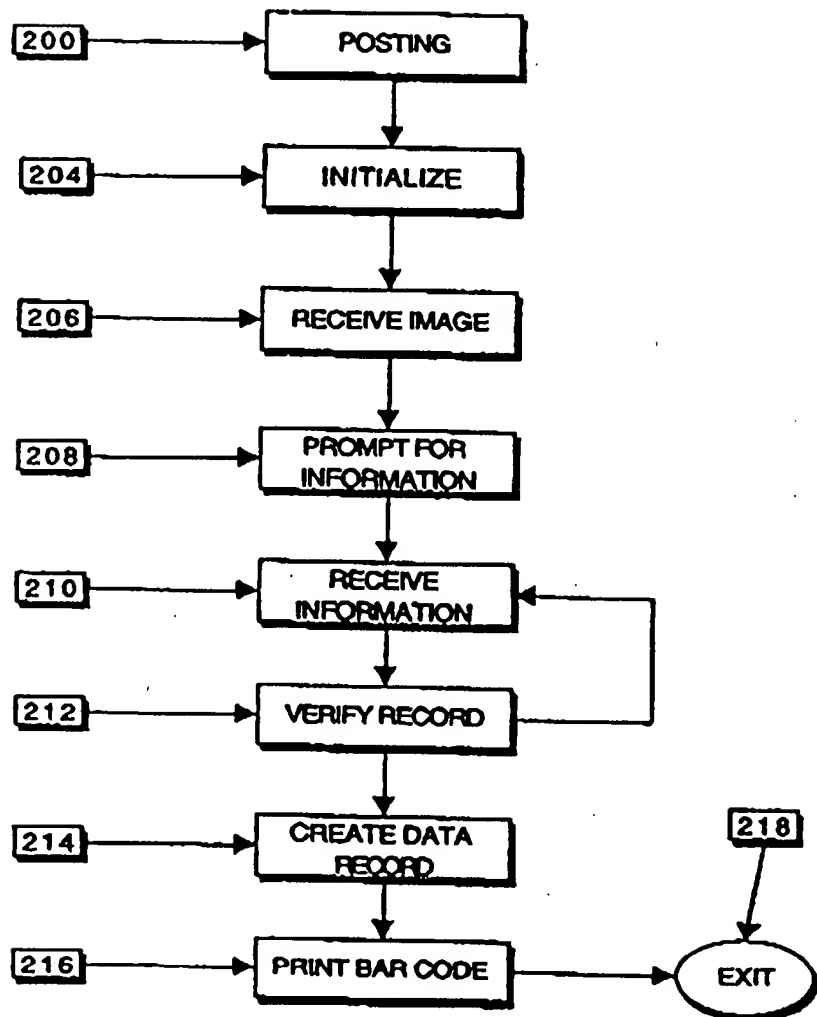 200 POSTING
204 INITIALIZE
206 RECEIVE IMAGE
208 PROMPT FOR
INFORMATION
210 RECEIVE
INFORMATION
212 VERIFY RECORD
214 CREATE DATA
RECORD
218
216 PRINT BAR CODE EXIT